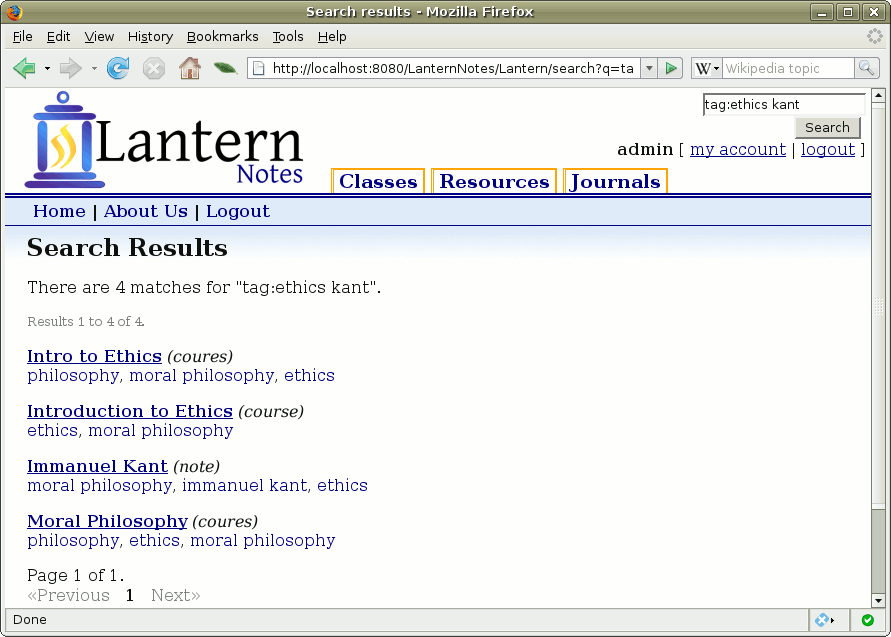 Search results - Mozilla Firefox
File Edit View History Bookmarks Tools Help
http://localhost:8080/LanternNotes/Lantern/search?q=ta W Wikipedia topic
tag:ethics kant
Search
admin [ my account | logout ]
Lantern
Notes
Classes Resources Journals
Home | About Us | Logout
Search Results
There are 4 matches for "tag:ethics kant".
Results 1 to 4 of 4.
Intro to Ethics (coures)
philosophy, moral philosophy, ethics
Introduction to Ethics (course)
ethics, moral philosophy
Immanuel Kant (note)
moral philosophy, immanuel kant, ethics
Moral Philosophy (coures)
philosophy, ethics, moral philosophy
Page 1 of 1.
«Previous 1 Next»
Done